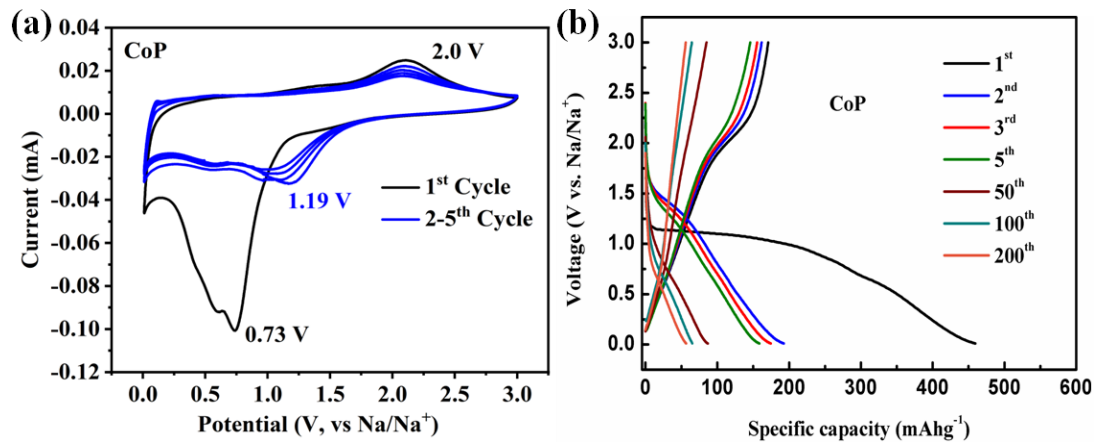 (a)
CoP
2.0 V
1.19 V
0.73 V
1st Cycle
2-5th Cycle
0.04
0.02
0.00
-0.02
-0.04
-0.06
-0.08
-0.10
-0.12
Current (mA)
0.0 0.5 1.0 1.5 2.0 2.5 3.0
Potential (V, vs Na/Na+)
(b)
CoP
1st
2nd
3rd
5th
50th
100th
200th
3.0
2.5
2.0
1.5
1.0
0.5
0.0
Voltage (V vs. Na/Na+)
0 100 200 300 400 500 600
Specific capacity (mAhg-1)